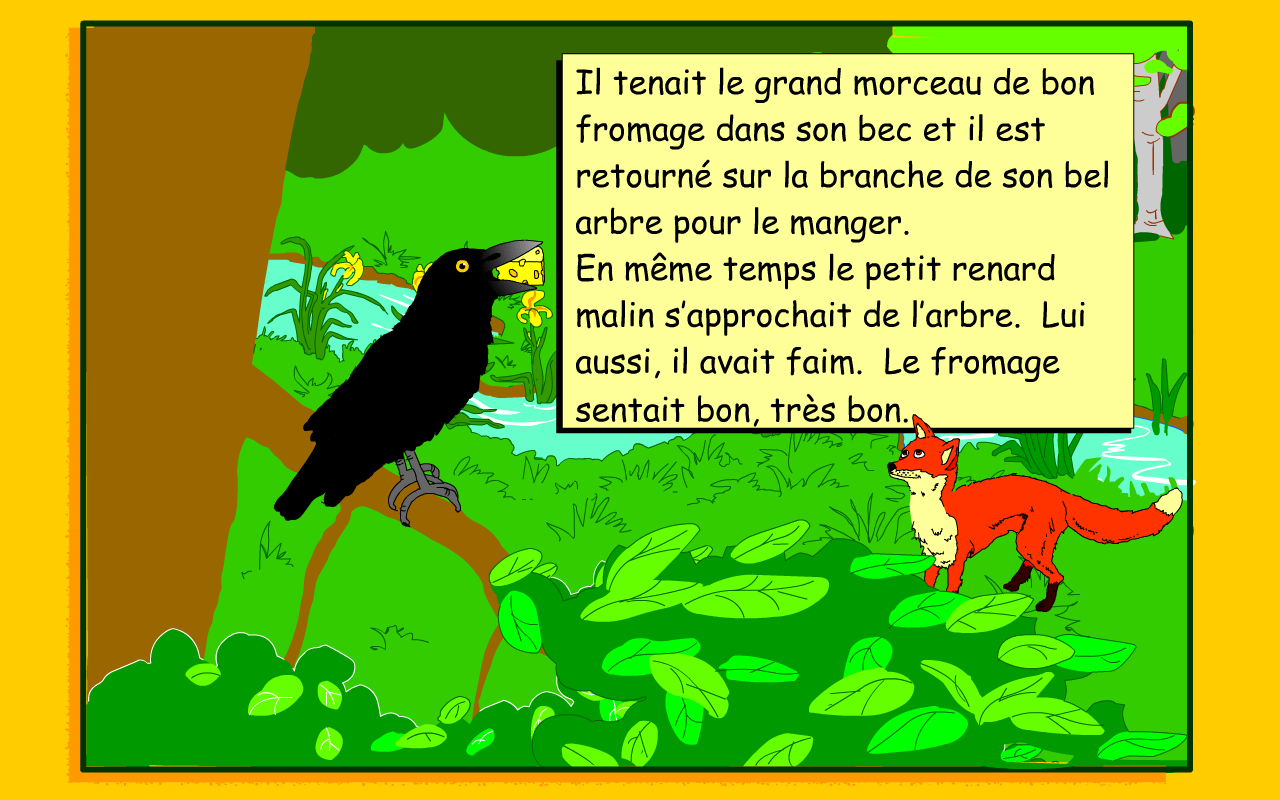 Il tenait le grand morceau de bon
fromage dans son bec et il est
retourné sur la branche de son bel
arbre pour le manger.
En même temps le petit renard
malin s’approchait de l’arbre.  Lui
aussi, il avait faim.  Le fromage
sentait bon, très bon.